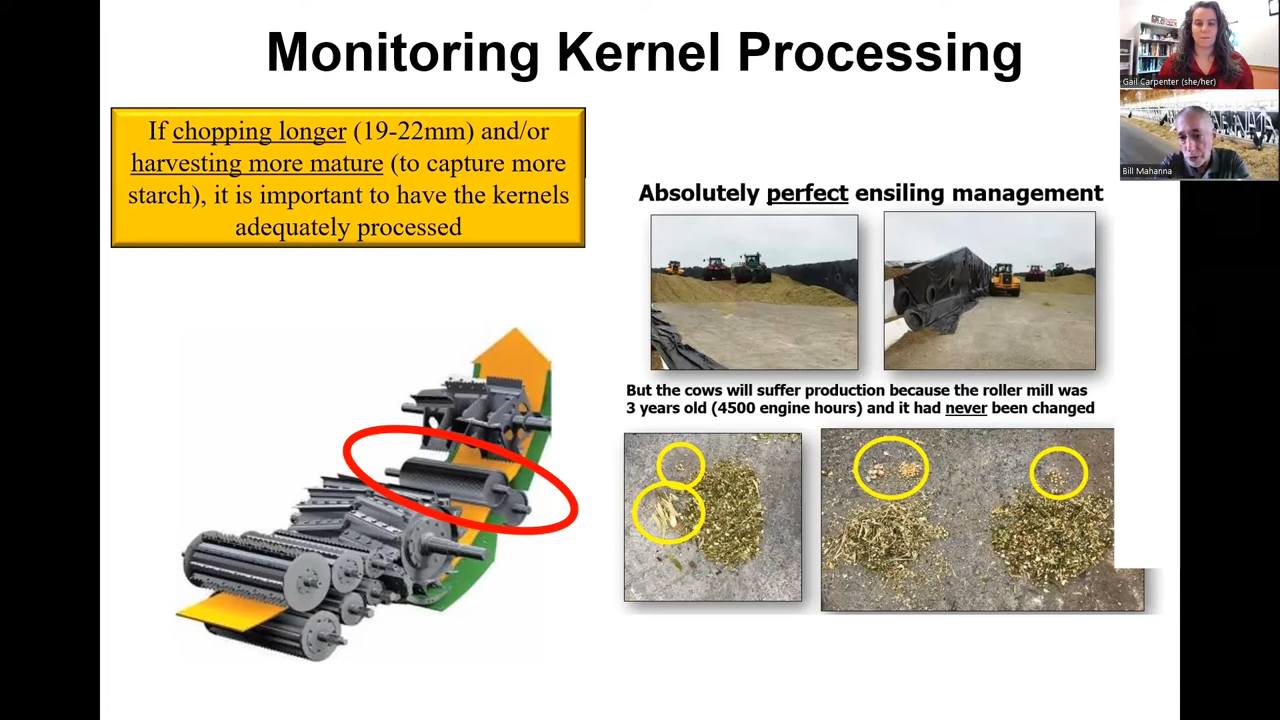 Monitoring Kernel Processing
Gail Carpenter (she/her)
Bill Mahanna
If chopping longer (19-22mm) and/or
harvesting more mature (to capture more
starch), it is important to have the kernels
adequately processed
Absolutely perfect ensiling management
But the cows will suffer production because the roller mill was
3 years old (4500 engine hours) and it had never been changed